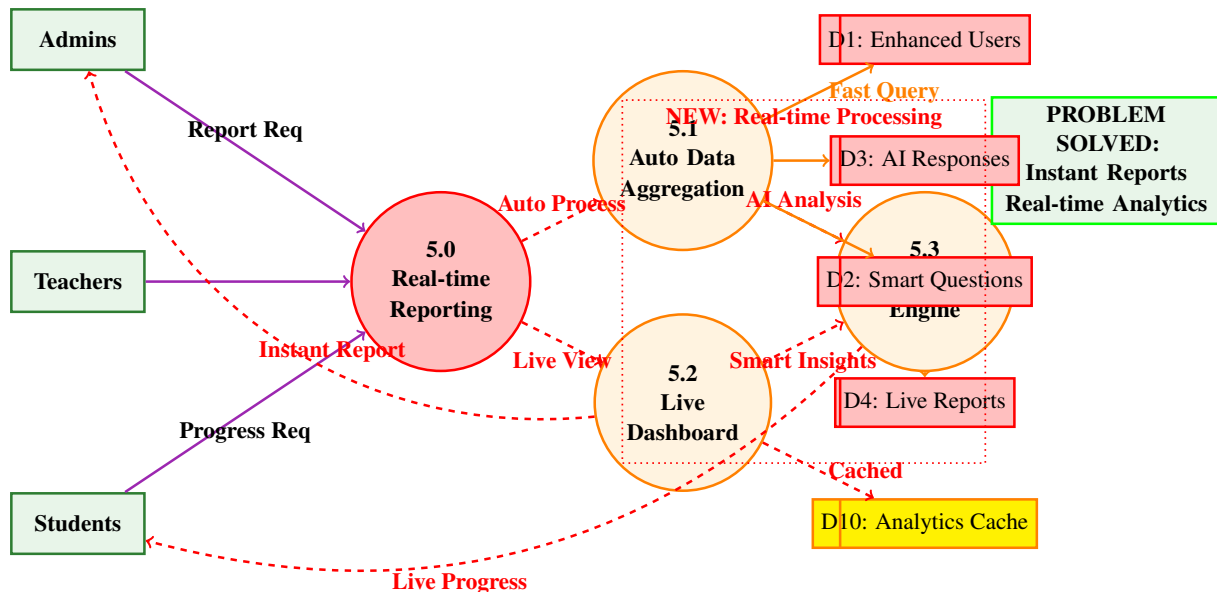 Admins
D1: Enhanced Users
Fast Query
NEW: Real-time Processing
PROBLEM
SOLVED:
Instant Reports
Real-time Analytics
5.1
Auto Data
Aggregation
Report Req
D3: AI Responses
Auto Process
AI Analysis
5.0
Real-time
Reporting
Teachers
5.3
D2: Smart Questions
Engine
Instant Report
Live View
Smart Insights
5.2
Live
Dashboard
D4: Live Reports
Progress Req
Cached
Students
D10: Analytics Cache
Live Progress